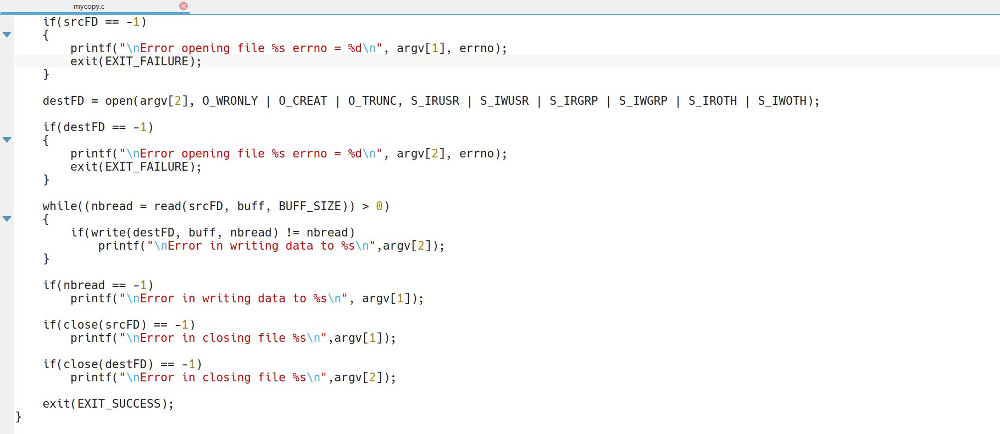 mycopy.c
if(srcFD == -1)
{
printf("\nError opening file %s errno = %d\n", argv[1], errno);
exit(EXIT_FAILURE);
}
destFD = open(argv[2], O_WRONLY | O_CREAT | O_TRUNC, S_IRUSR | S_IWUSR | S_IRGRP | S_IWGRP | S_IROTH | S_IWOTH);
if(destFD == -1)
{
printf("\nError opening file %s errno = %d\n", argv[2], errno);
exit(EXIT_FAILURE);
}
while((nbread = read(srcFD, buff, BUFF_SIZE)) > 0)
{
if(write(destFD, buff, nbread) != nbread)
printf("\nError in writing data to %s\n",argv[2]);
}
if(nbread == -1)
printf("\nError in writing data to %s\n", argv[1]);
if(close(srcFD) == -1)
printf("\nError in closing file %s\n",argv[1]);
if(close(destFD) == -1)
printf("\nError in closing file %s\n",argv[2]);
exit(EXIT_SUCCESS);
}